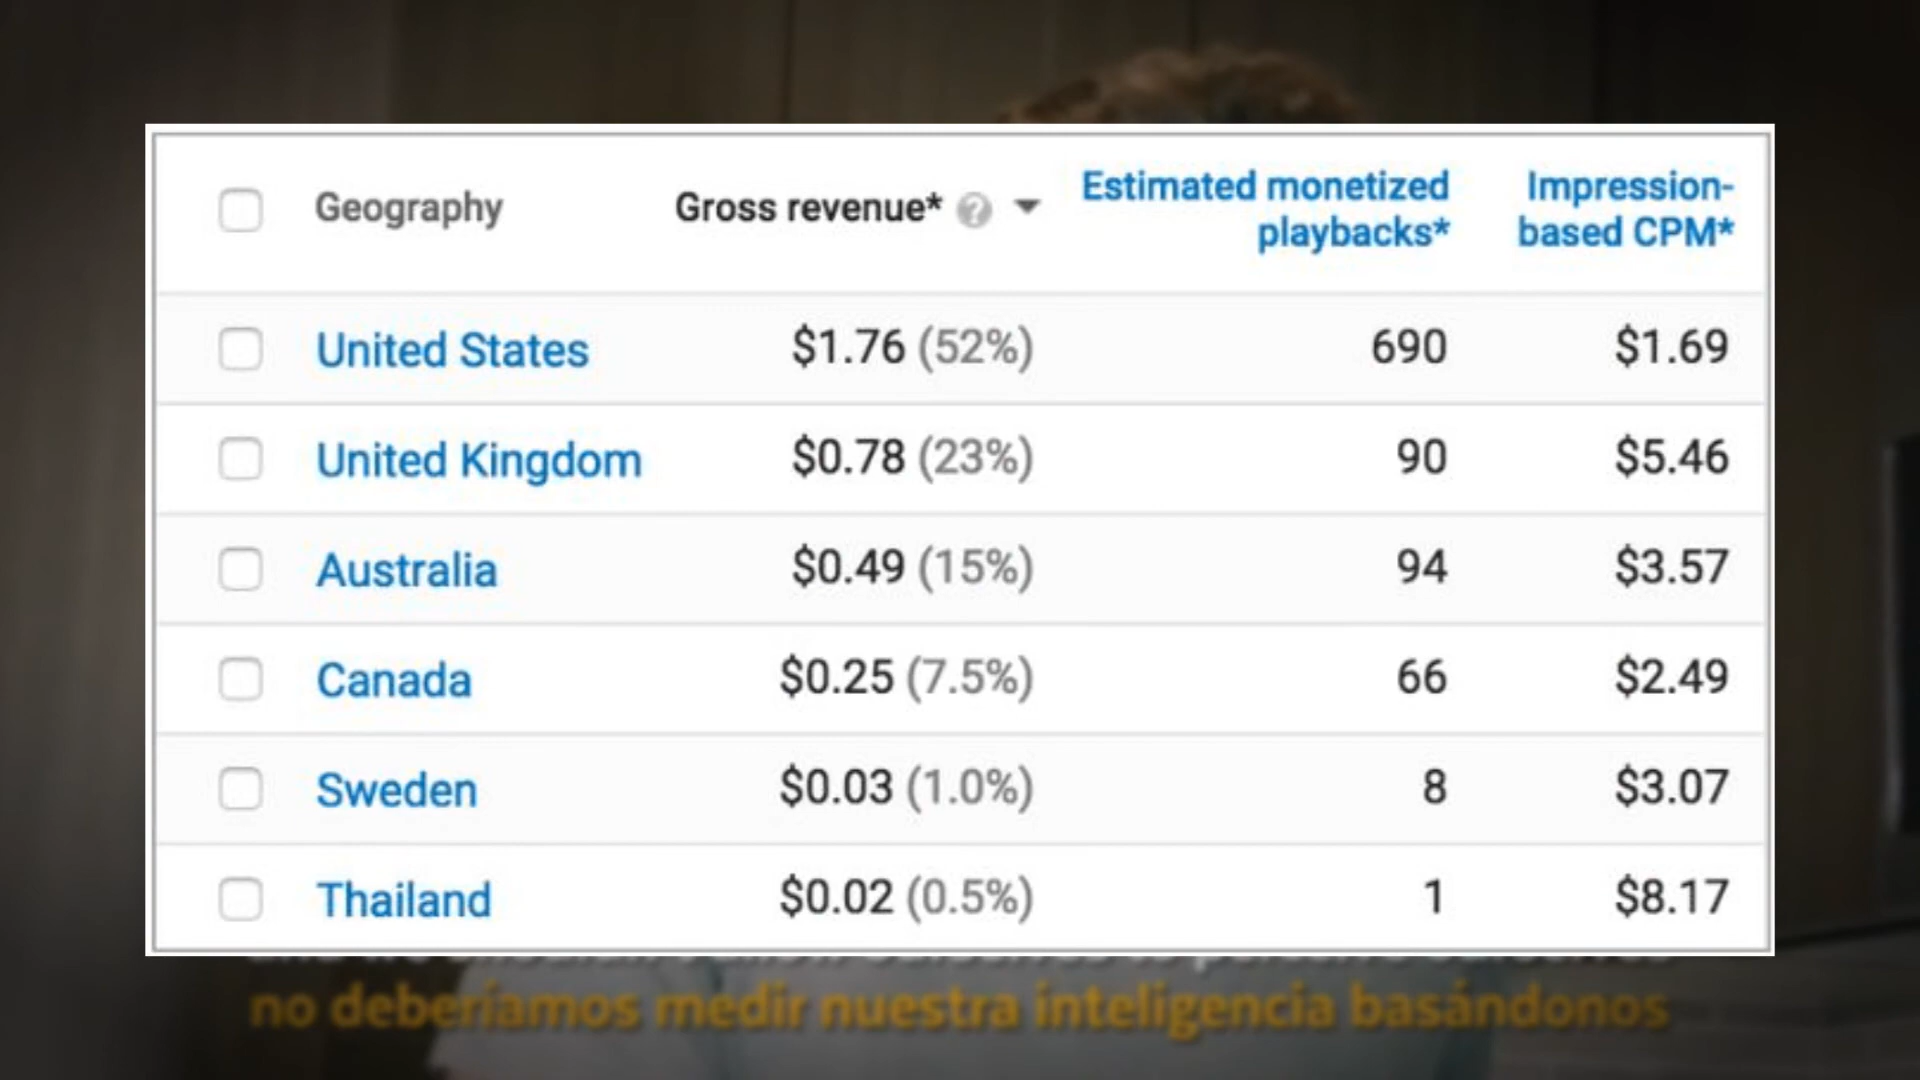 Geography Gross revenue* ? Estimated monetized playbacks* Impression-based CPM*
United States $1.76 (52%) 690 $1.69
United Kingdom $0.78 (23%) 90 $5.46
Australia $0.49 (15%) 94 $3.57
Canada $0.25 (7.5%) 66 $2.49
Sweden $0.03 (1.0%) 8 $3.07
Thailand $0.02 (0.5%) 1 $8.17
no deberíamos medir nuestra inteligencia basándonos